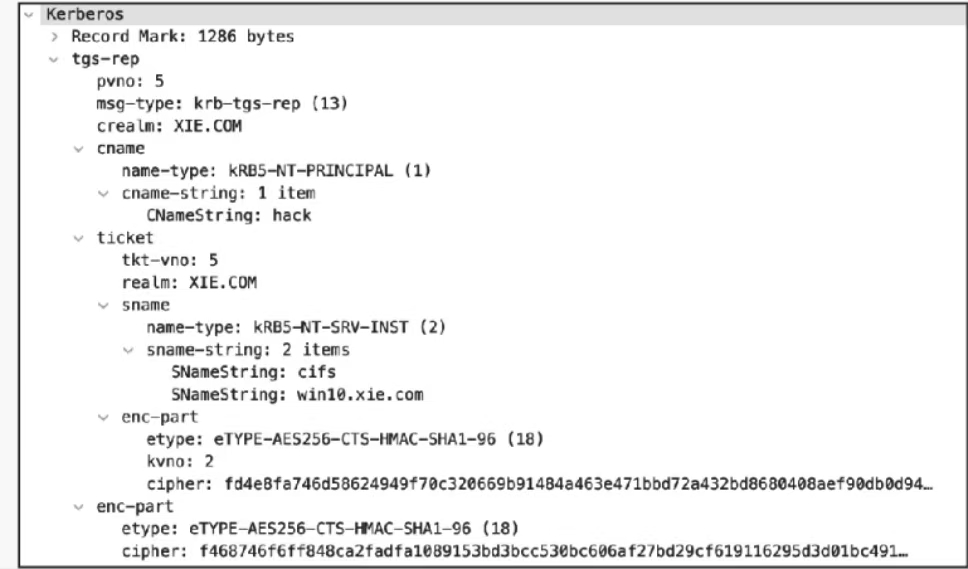 Kerberos
Record Mark: 1286 bytes
tgs-rep
pvno: 5
msg-type: krb-tgs-rep (13)
crealm: XIE.COM
cname
name-type: kRB5-NT-PRINCIPAL (1)
cname-string: 1 item
CNameString: hack
ticket
tkt-vno: 5
realm: XIE.COM
sname
name-type: kRB5-NT-SRV-INST (2)
sname-string: 2 items
SNameString: cifs
SNameString: win10.xie.com
enc-part
etype: eTYPE-AES256-CTS-HMAC-SHA1-96 (18)
kvno: 2
cipher: fd4e8fa746d58624949f70c320669b91484a463e471bbd72a432bd8680408aef90db0d94…
enc-part
etype: eTYPE-AES256-CTS-HMAC-SHA1-96 (18)
cipher: f468746f6ff848ca2fadfa1089153bd3bcc530bc606af27bd29cf619116295d3d01bc491…